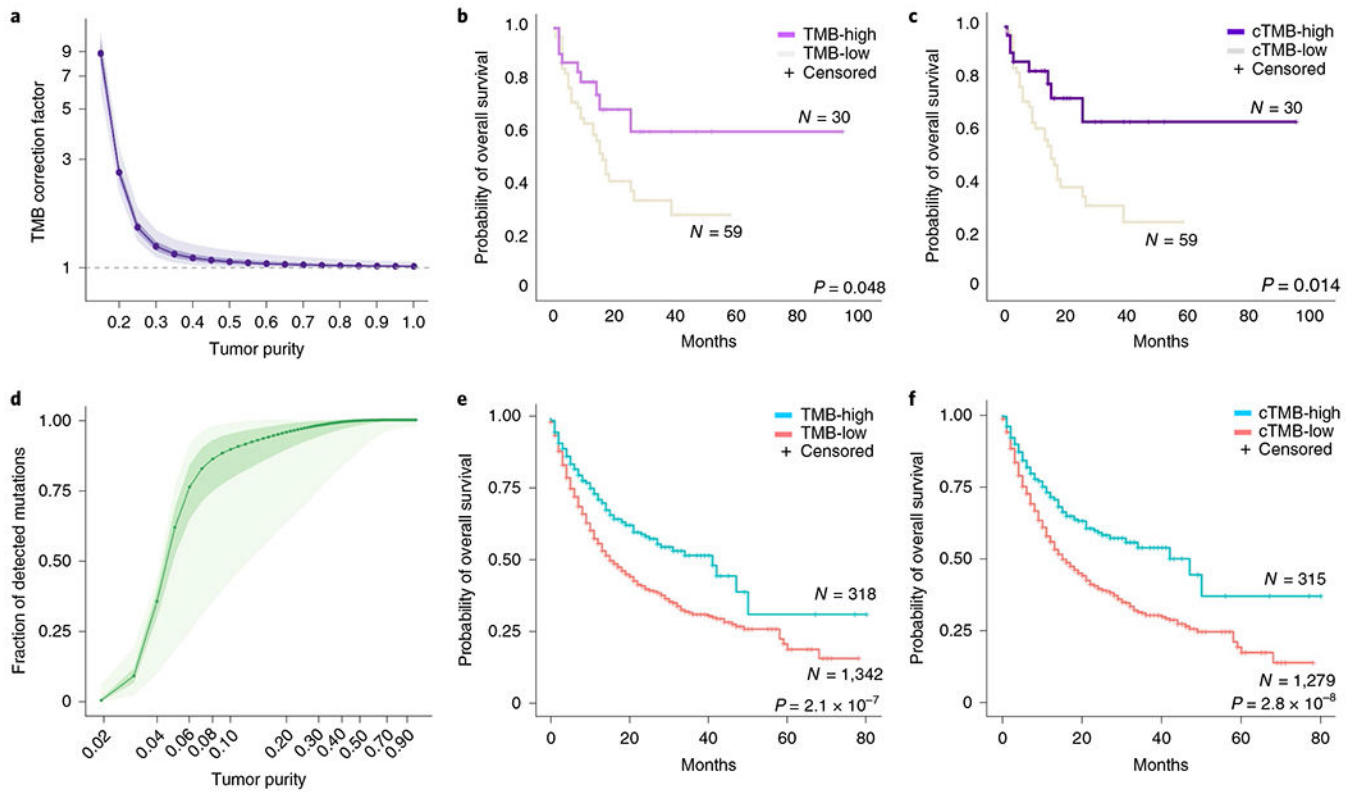 a
TMB correction factor
9
7
5
3
1
0.2 0.3 0.4 0.5 0.6 0.7 0.8 0.9 1.0
Tumor purity
b
Probability of overall survival
1.0
0.8
0.6
0.4
0.2
0
TMB-high
TMB-low
+ Censored
N = 30
N = 59
P = 0.048
0 20 40 60 80 100
Months
c
Probability of overall survival
1.0
0.8
0.6
0.4
0.2
0
cTMB-high
cTMB-low
+ Censored
N = 30
N = 59
P = 0.014
0 20 40 60 80 100
Months
d
Fraction of detected mutations
1.00
0.75
0.50
0.25
0
0.02 0.04 0.06 0.08 0.10 0.20 0.30 0.40 0.50 0.70 0.90
Tumor purity
e
Probability of overall survival
1.00
0.75
0.50
0.25
0
TMB-high
TMB-low
+ Censored
N = 318
N = 1,342
P = 2.1 × 10⁻⁷
0 20 40 60 80
Months
f
Probability of overall survival
1.00
0.75
0.50
0.25
0
cTMB-high
cTMB-low
+ Censored
N = 315
N = 1,279
P = 2.8 × 10⁻⁸
0 20 40 60 80
Months